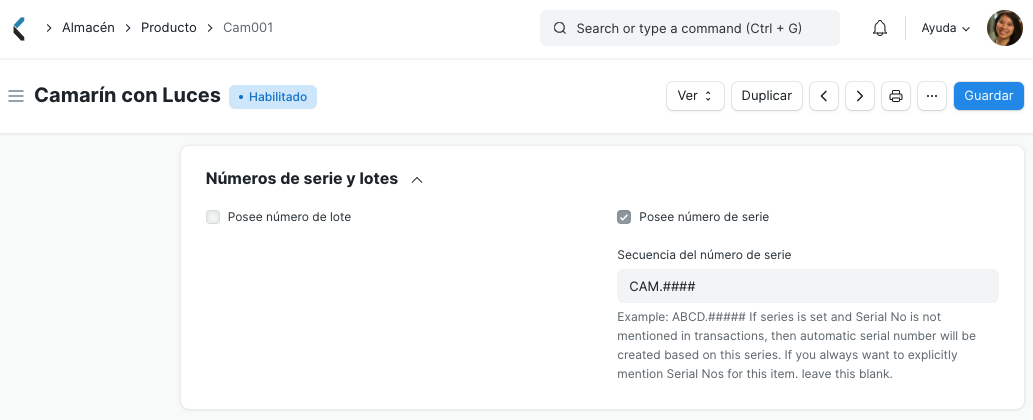 Almacén Producto Cam001 Search or type a command (Ctrl + G) Ayuda
Camarín con Luces • Habilitado Ver Duplicar ... Guardar
Números de serie y lotes
Posee número de lote
Posee número de serie
Secuencia del número de serie
CAM.####
Example: ABCD.##### If series is set and Serial No is not
mentioned in transactions, then automatic serial number will be
created based on this series. If you always want to explicitly
mention Serial Nos for this item. leave this blank.